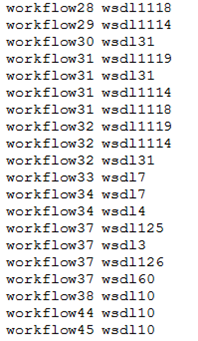 workflow28 wsdl1118
workflow29 wsdl1114
workflow30 wsdl31
workflow31 wsdl1119
workflow31 wsdl31
workflow31 wsdl1114
workflow31 wsdl1118
workflow32 wsdl1119
workflow32 wsdl1114
workflow32 wsdl31
workflow33 wsdl7
workflow34 wsdl7
workflow34 wsdl4
workflow37 wsdl125
workflow37 wsdl3
workflow37 wsdl126
workflow37 wsdl60
workflow38 wsdl10
workflow44 wsdl10
workflow45 wsdl10